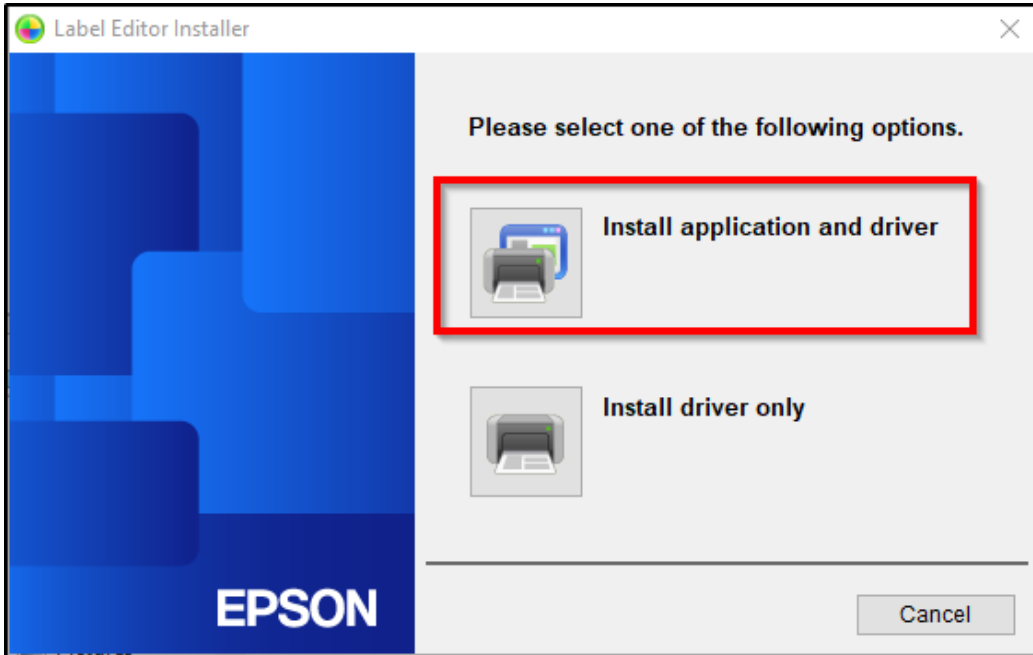 Label Editor Installer
Please select one of the following options.
Install application and driver
Install driver only
EPSON
Cancel